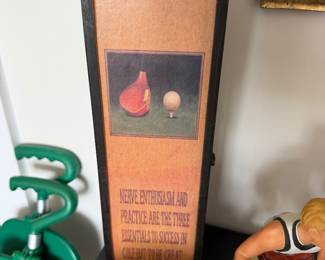 NERVE ENTHUSIASM AND
PRACTICE ARE THE THREE
ESSENTIALS TO SUCCESS IN